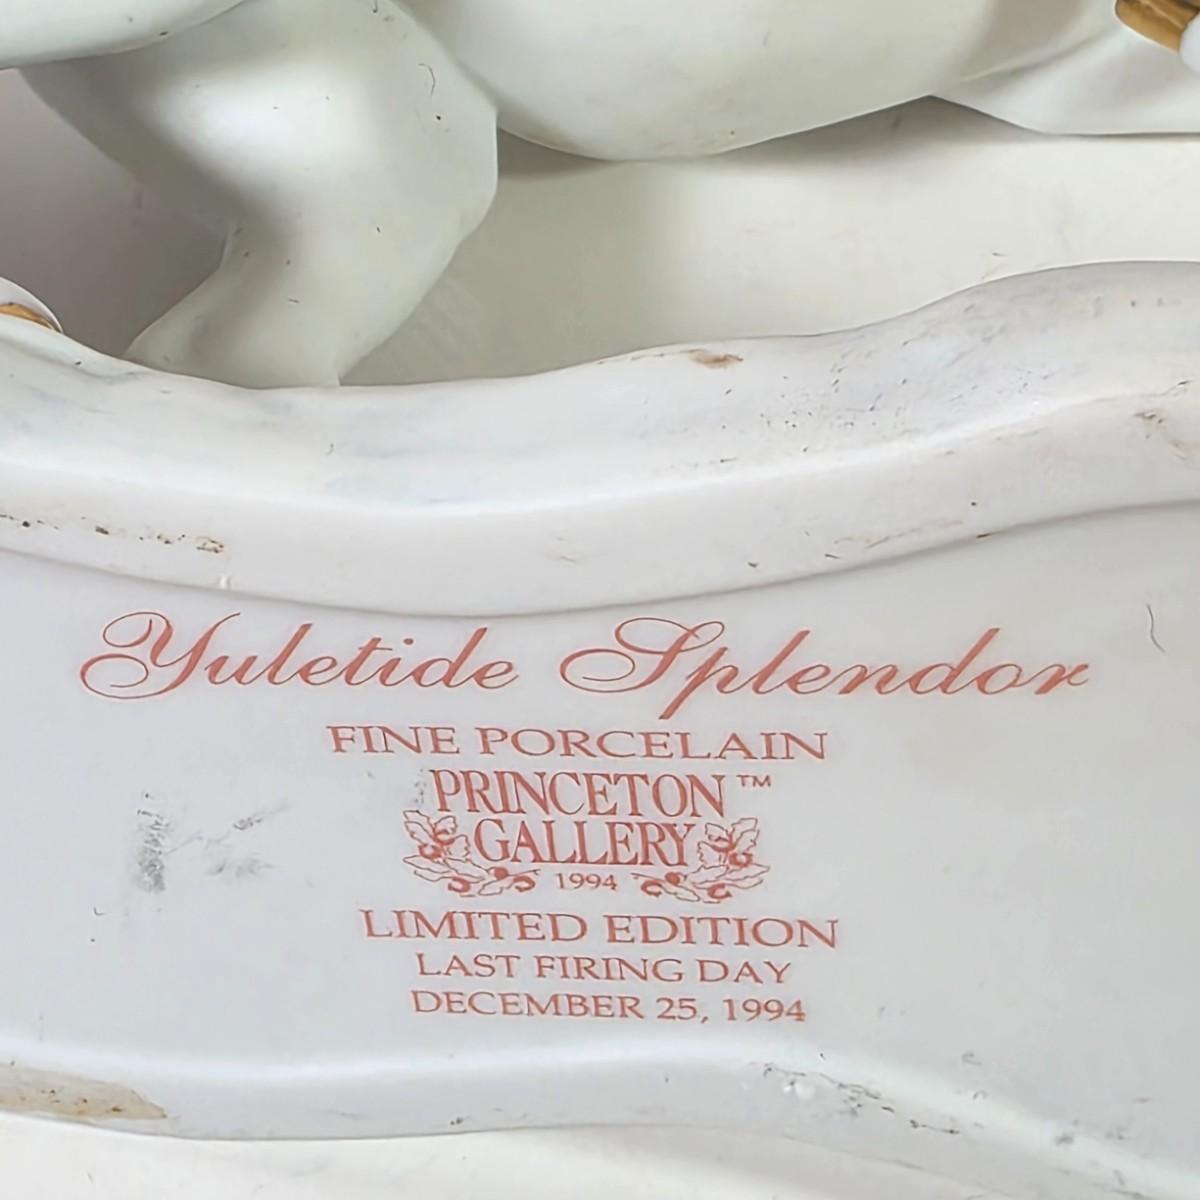 Yuletide Splendor
FINE PORCELAIN
PRINCETON™
GALLERY
1994
LIMITED EDITION
LAST FIRING DAY
DECEMBER 25, 1994